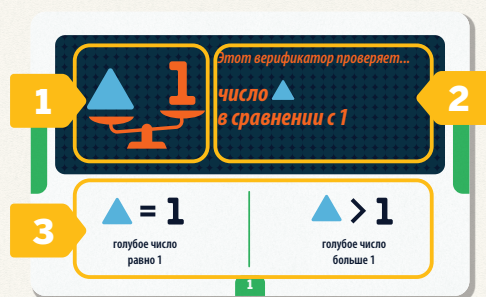 Этот верификатор проверяет...
1
1
число
в сравнении с 1
2
3
= 1
> 1
голубое число
равно 1
голубое число
больше 1
1